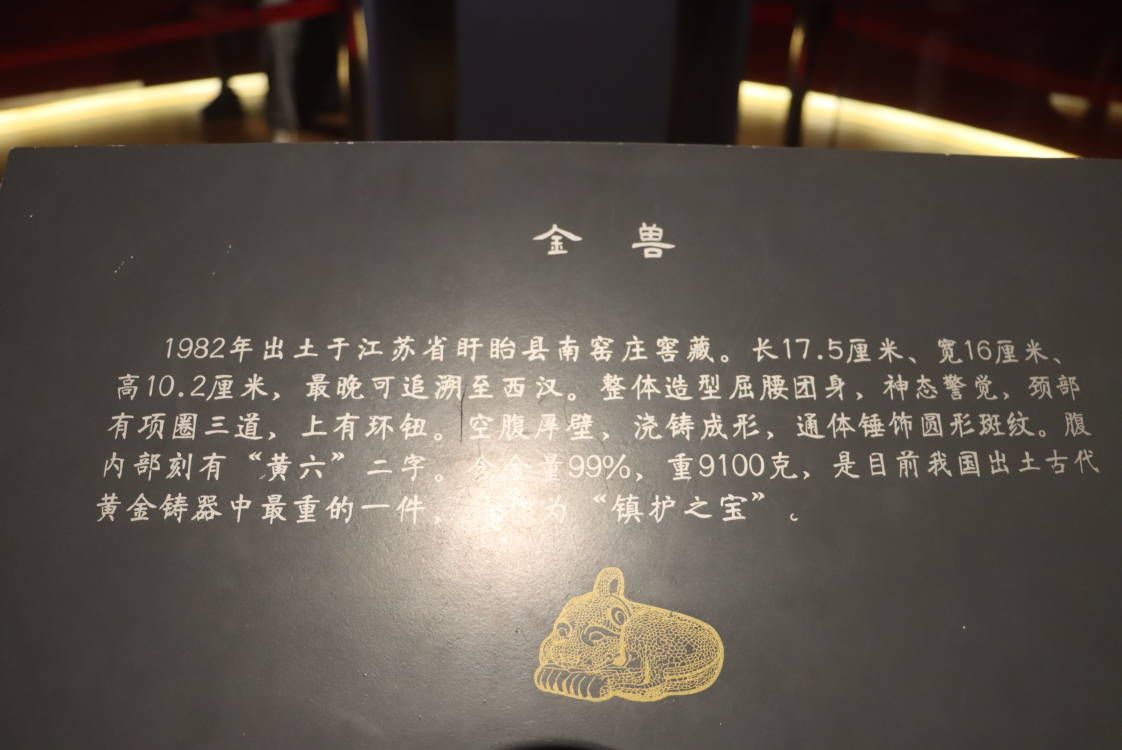 金 兽
1982年出土于江苏省盱眙县南窑庄窖藏。长17.5厘米、宽16厘米、
高10.2厘米，最晚可追溯至西汉。整体造型屈腰团身，神态警觉，颈部
有项圈三道，上有环钮。空腹厚壁，浇铸成形，通体锤饰圆形斑纹。腹
内部刻有“黄六”二字。含金量99%，重9100克，是目前我国出土古代
黄金铸器中最重的一件，为“镇护之宝”。